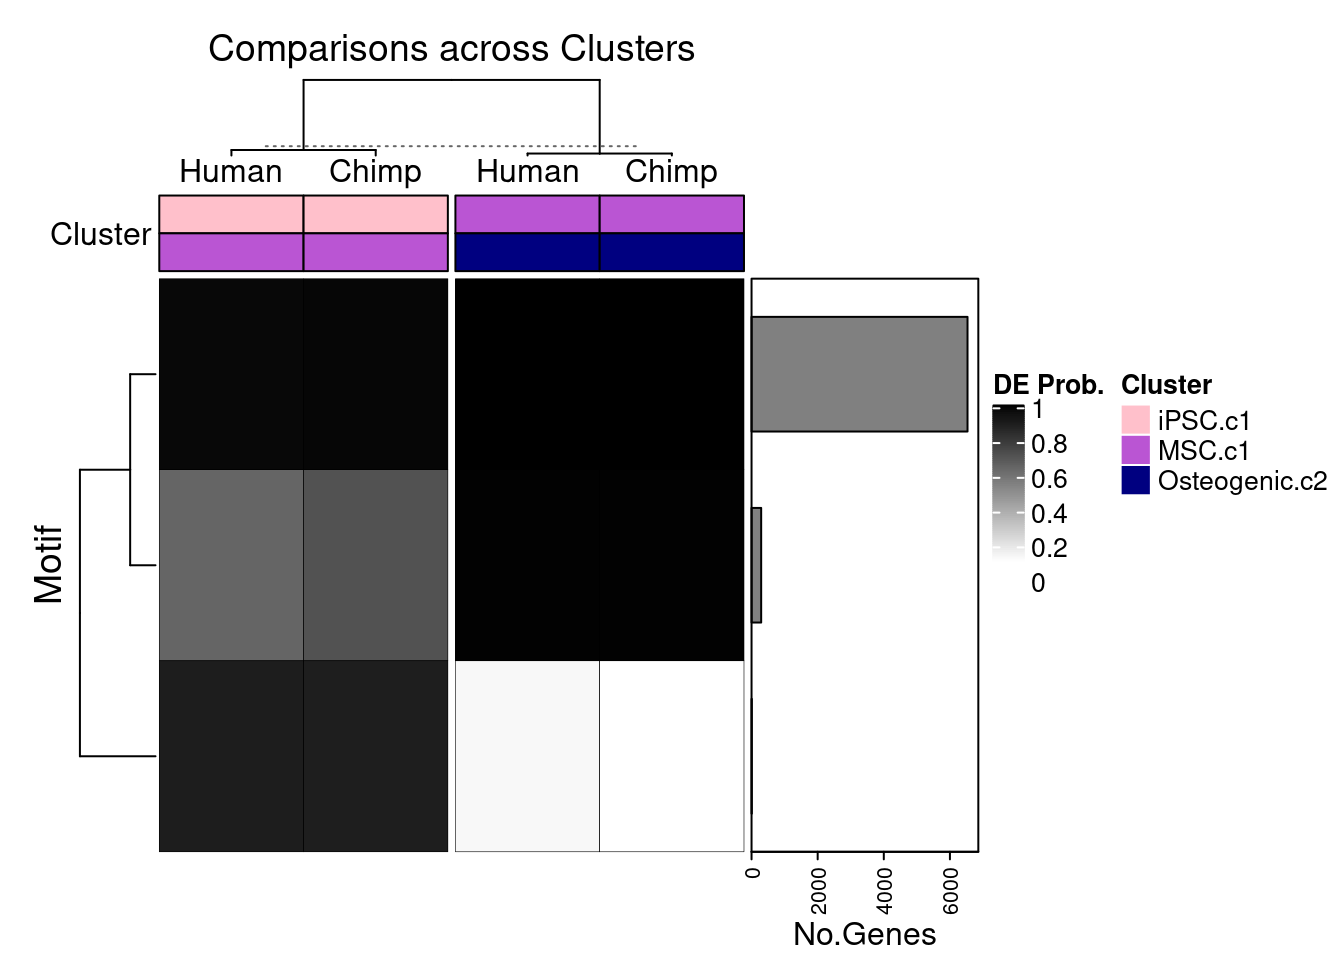 Comparisons across Clusters
Human Chimp Human Chimp
Cluster
Motif
DE Prob.
1
0.8
0.6
0.4
0.2
0
Cluster
iPSC.c1
MSC.c1
Osteogenic.c2
0 2000 4000 6000
No.Genes